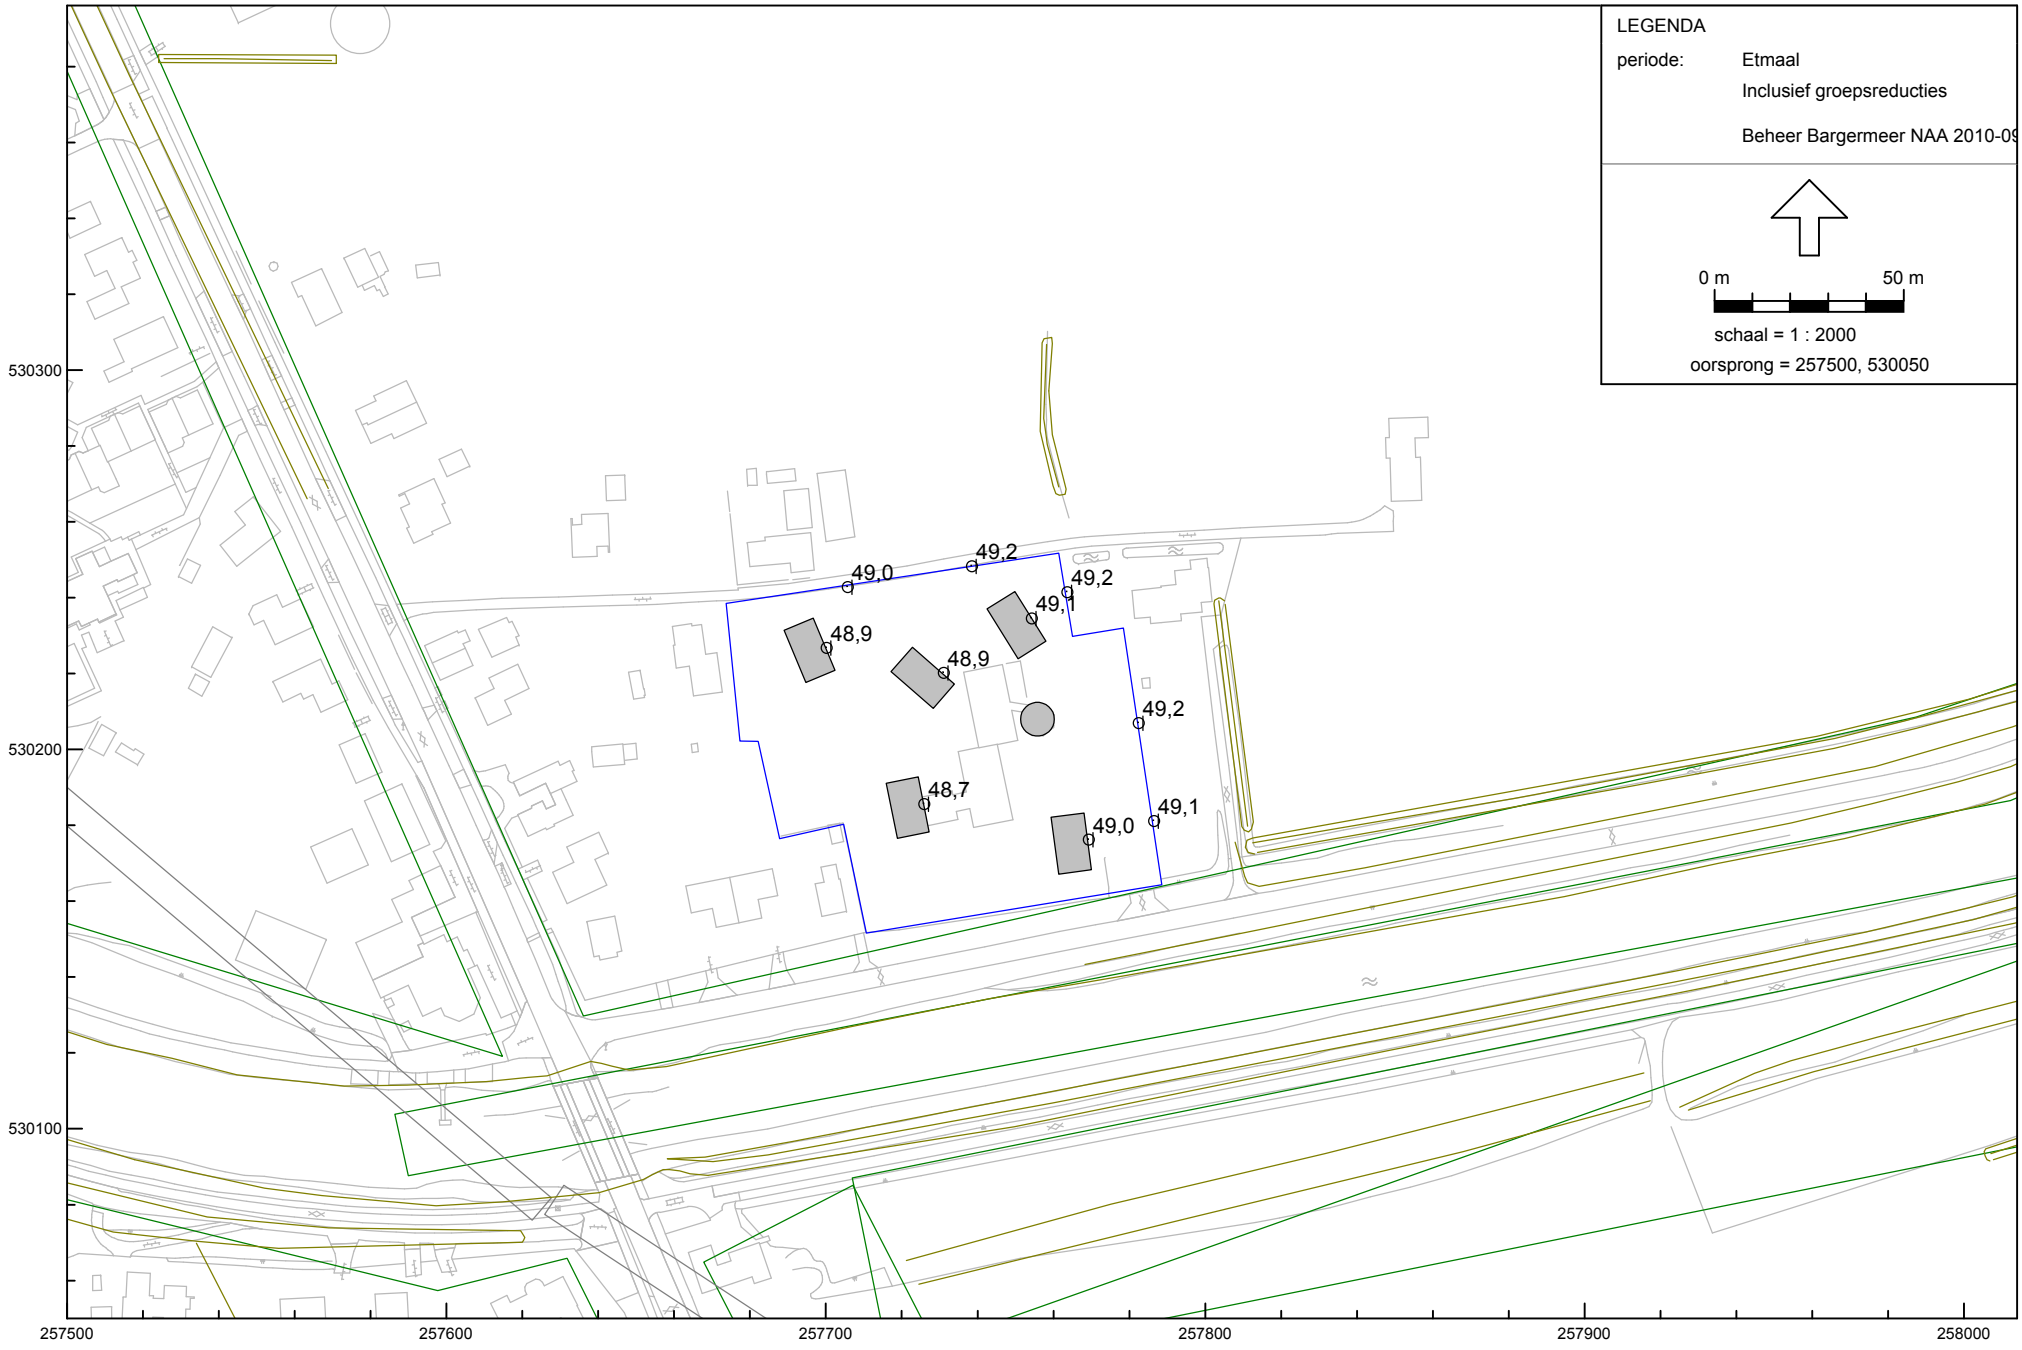 LEGENDA
periode: Etmaal
Inclusief groepsreducties
Beheer Bargermeer NAA 2010-09
0 m 50 m
schaal = 1 : 2000
oorsprong = 257500, 530050
530300
530200
530100
49,2
49,0
49,2
49,1
48,9
48,9
49,2
48,7
49,1
49,0
257500 257600 257700 257800 257900 258000